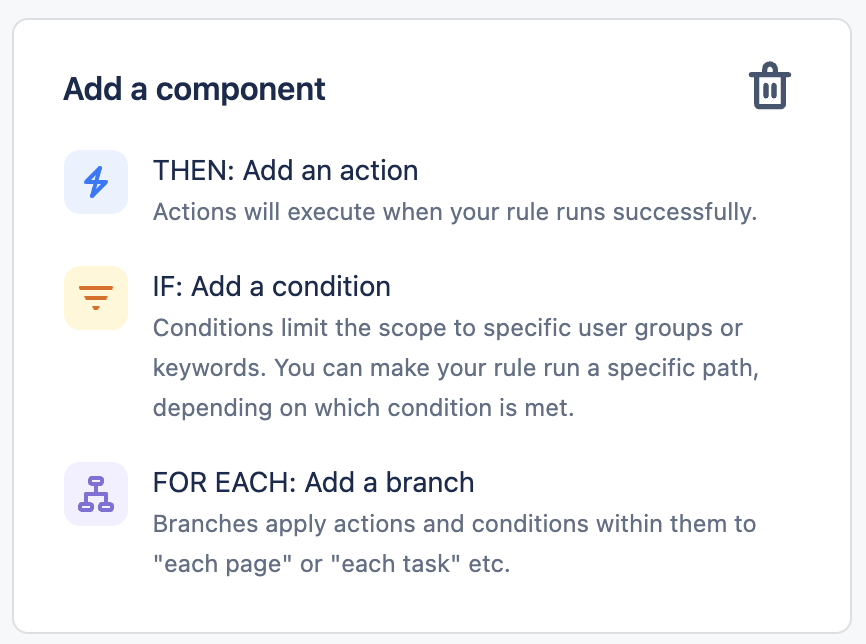 Add a component
THEN: Add an action
Actions will execute when your rule runs successfully.
IF: Add a condition
Conditions limit the scope to specific user groups or
keywords. You can make your rule run a specific path,
depending on which condition is met.
FOR EACH: Add a branch
Branches apply actions and conditions within them to
"each page" or "each task" etc.